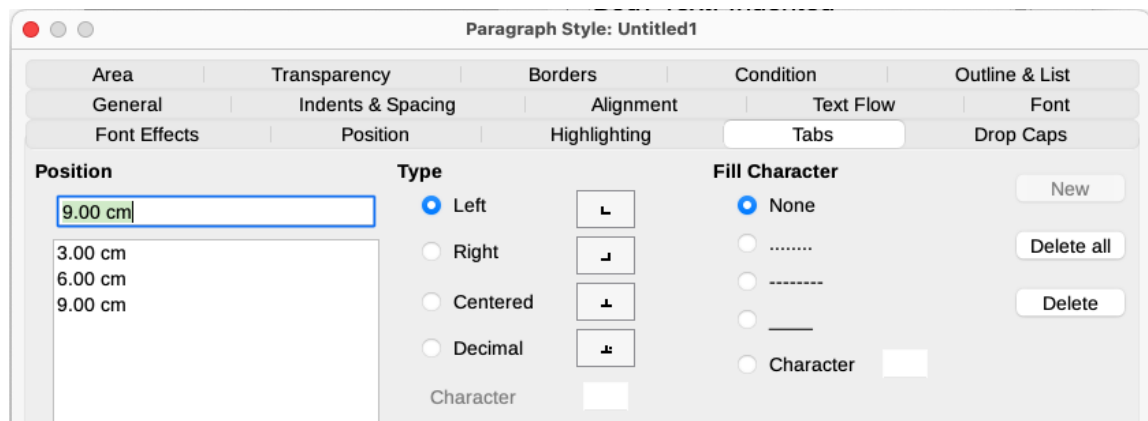 Paragraph Style: Untitled1
Area Transparency Borders Condition Outline & List
General Indents & Spacing Alignment Text Flow Font
Font Effects Position Highlighting Tabs Drop Caps
Position Type Fill Character
9.00 cm Left None New
3.00 cm Right ........ Delete all
6.00 cm -------- 
9.00 cm Centered ____ Delete
Decimal Character
Character